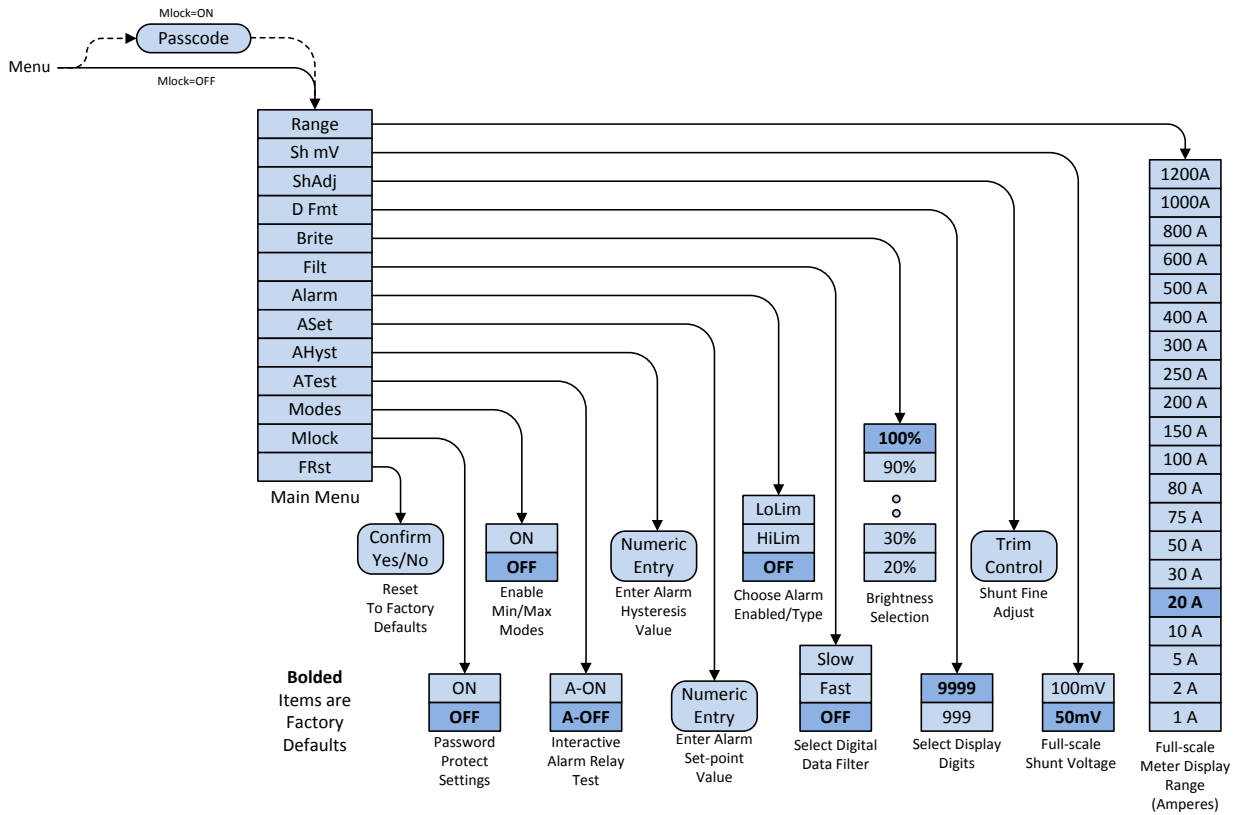 Mlock=ON
Passcode
Menu
Mlock=OFF
Range
Sh mV
ShAdj
D Fmt
Brite
Filt
Alarm
ASet
AHyst
ATest
Modes
Mlock
FRst
Main Menu
Confirm
Yes/No
Reset
To Factory
Defaults
ON
OFF
Password
Protect
Settings
ON
OFF
Enable
Min/Max
Modes
A-ON
A-OFF
Interactive
Alarm Relay
Test
Numeric
Entry
Enter Alarm
Hysteresis
Value
Numeric
Entry
Enter Alarm
Set-point
Value
LoLim
HiLim
OFF
Choose Alarm
Enabled/Type
Slow
Fast
OFF
Select Digital
Data Filter
100%
90%
30%
20%
Brightness
Selection
9999
999
Select Display
Digits
Trim
Control
Shunt Fine
Adjust
100mV
50mV
Full-scale
Shunt Voltage
1200A
1000A
800 A
600 A
500 A
400 A
300 A
250 A
200 A
150 A
100 A
80 A
75 A
50 A
30 A
20 A
10 A
5 A
2 A
1 A
Full-scale
Meter Display
Range
(Amperes)
Bolded
Items are
Factory
Defaults